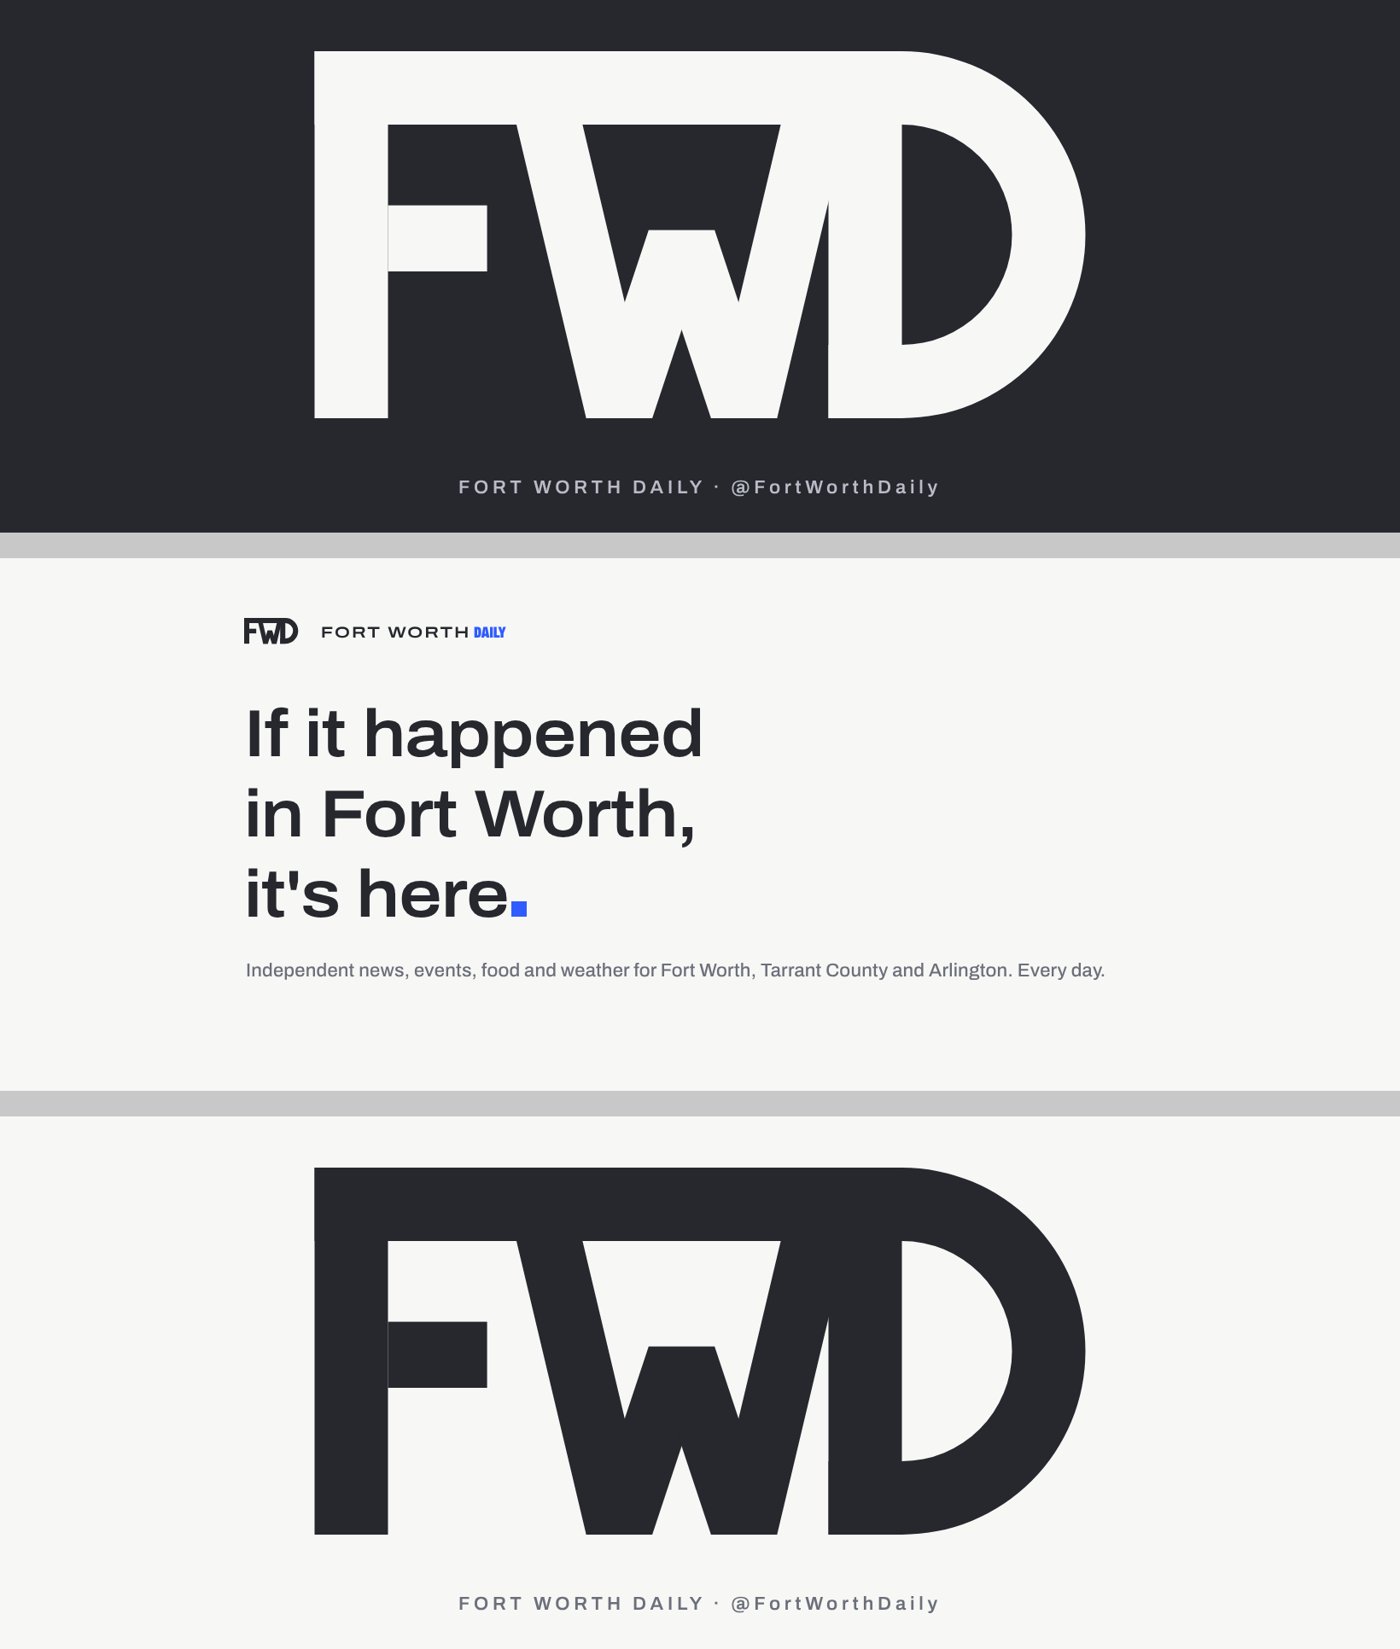 FWD
FORT WORTH DAILY · @FortWorthDaily
FWD FORT WORTH DAILY
If it happened
in Fort Worth,
it's here.
Independent news, events, food and weather for Fort Worth, Tarrant County and Arlington. Every day.
FWD
FORT WORTH DAILY · @FortWorthDaily